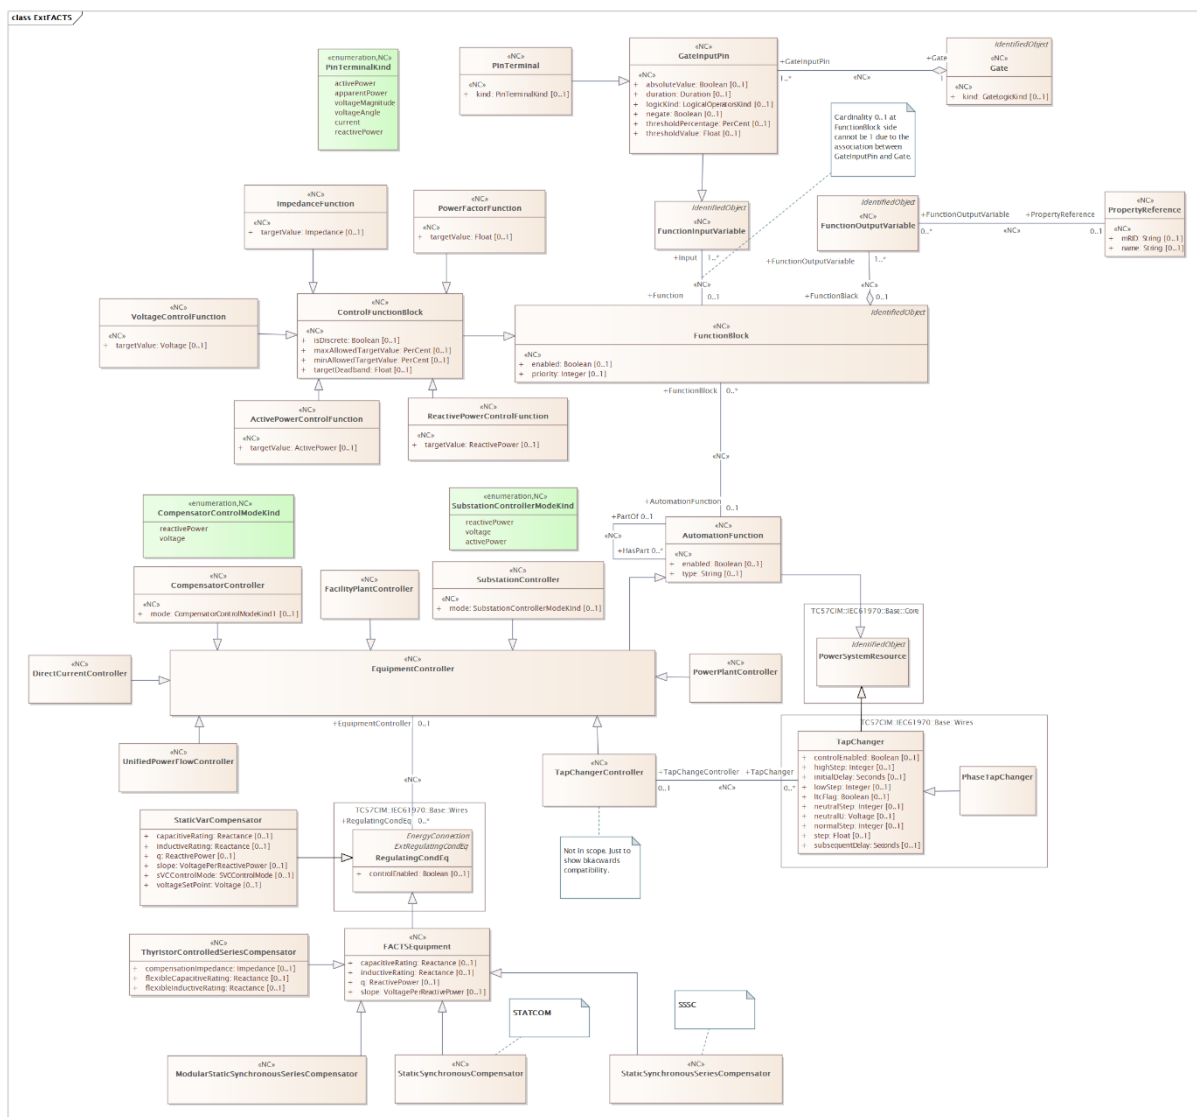 class ExtFACTS
«enumeration,NC»
PinTerminalKind
activePower
apparentPower
voltageMagnitude
voltageAngle
current
reactivePower
«NC»
PinTerminal
«NC»
+ kind: PinTerminalKind [0..1]
«NC»
GateInputPin
«NC»
+ absoluteValue: Boolean [0..1]
+ duration: Duration [0..1]
+ logicKind: LogicalOperatorsKind [0..1]
+ negate: Boolean [0..1]
+ thresholdPercentage: PerCent [0..1]
+ thresholdValue: Float [0..1]
+GateInputPin
1..*
«NC»
+Gate
1
IdentifiedObject
«NC»
Gate
«NC»
+ kind: GateLogicKind [0..1]
Cardinality 0..1 at
FunctionBlock side
cannot be 1 due to the
association between
GateInputPin and Gate.
«NC»
ImpedanceFunction
«NC»
+ targetValue: Impedance [0..1]
«NC»
PowerFactorFunction
«NC»
+ targetValue: Float [0..1]
IdentifiedObject
«NC»
FunctionInputVariable
+Input
1..*
«NC»
+Function
0..1
IdentifiedObject
«NC»
FunctionOutputVariable
+FunctionOutputVariable
0..*
«NC»
+PropertyReference
0..1
«NC»
PropertyReference
«NC»
+ mRID: String [0..1]
+ name: String [0..1]
+FunctionOutputVariable
1..*
«NC»
+FunctionBlack
0..1
«NC»
VoltageControlFunction
«NC»
+ targetValue: Voltage [0..1]
«NC»
ControlFunctionBlock
«NC»
+ isDiscrete: Boolean [0..1]
+ maxAllowedTargetValue: PerCent [0..1]
+ minAllowedTargetValue: PerCent [0..1]
+ targetDeadband: Float [0..1]
IdentifiedObject
«NC»
FunctionBlock
«NC»
+ enabled: Boolean [0..1]
+ priority: Integer [0..1]
«NC»
ActivePowerControlFunction
«NC»
+ targetValue: ActivePower [0..1]
«NC»
ReactivePowerControlFunction
«NC»
+ targetValue: ReactivePower [0..1]
+FunctionBlock
0..*
«NC»
+AutomationFunction
0..1
«enumeration,NC»
CompensatorControlModeKind
reactivePower
voltage
«enumeration,NC»
SubstationControllerModeKind
reactivePower
voltage
activePower
+PartOf 0..1
«NC»
+HasPart 0..*
«NC»
AutomationFunction
«NC»
+ enabled: Boolean [0..1]
+ type: String [0..1]
«NC»
CompensatorController
«NC»
+ mode: CompensatorControlModeKind1 [0..1]
«NC»
FacilityPlantController
«NC»
SubstationController
«NC»
+ mode: SubstationControllerModeKind [0..1]
TC57CIM::IEC61970::Base::Core
IdentifiedObject
PowerSystemResource
«NC»
DirectCurrentController
«NC»
EquipmentController
«NC»
PowerPlantController
«NC»
UnifiedPowerFlowController
+EquipmentController
0..1
«NC»
«NC»
TapChangerController
+TapChangeController
0..1
«NC»
+TapChanger
0..*
TC57CIM::IEC61970::Base::Wires
TapChanger
+ controlEnabled: Boolean [0..1]
+ highStep: Integer [0..1]
+ initialDelay: Seconds [0..1]
+ lowStep: Integer [0..1]
+ ltcFlag: Boolean [0..1]
+ neutralStep: Integer [0..1]
+ neutralU: Voltage [0..1]
+ normalStep: Integer [0..1]
+ step: Float [0..1]
+ subsequentDelay: Seconds [0..1]
PhaseTapChanger
StaticVarCompensator
+ capacitiveRating: Reactance [0..1]
+ inductiveRating: Reactance [0..1]
+ q: ReactivePower [0..1]
+ slope: VoltagePerReactivePower [0..1]
+ sVCControlMode: SVCControlMode [0..1]
+ voltageSetPoint: Voltage [0..1]
TC57CIM::IEC61970::Base::Wires
+RegulatingCondEq 0..*
EnergyConnection
ExtRegulatingCondEq
RegulatingCondEq
+ controlEnabled: Boolean [0..1]
Not in scope. Just to
show bkacwards
compatibility.
«NC»
ThyristorControlledSeriesCompensator
+ compensationImpedance: Impedance [0..1]
+ flexibleCapacitiveRating: Reactance [0..1]
+ flexibleInductiveRating: Reactance [0..1]
«NC»
FACTSEquipment
+ capacitiveRating: Reactance [0..1]
+ inductiveRating: Reactance [0..1]
+ q: ReactivePower [0..1]
+ slope: VoltagePerReactivePower [0..1]
STATCOM
SSSC
«NC»
ModularStaticSynchronousSeriesCompensator
«NC»
StaticSynchronousCompensator
«NC»
StaticSynchronousSeriesCompensator